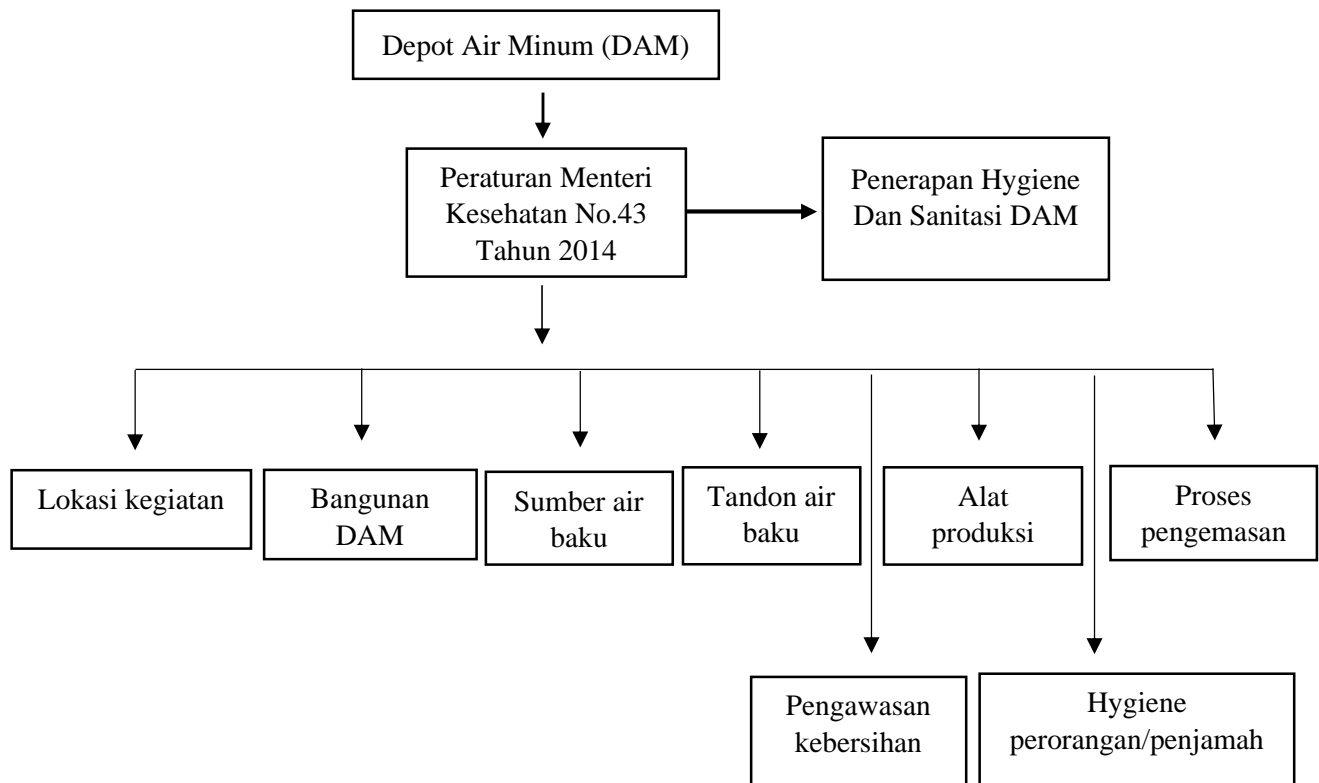 Depot Air Minum (DAM)
Peraturan Menteri
Kesehatan No.43
Tahun 2014
Penerapan Hygiene
Dan Sanitasi DAM
Lokasi kegiatan
Bangunan
DAM
Sumber air
baku
Tandon air
baku
Alat
produksi
Proses
pengemasan
Pengawasan
kebersihan
Hygiene
perorangan/penjamah